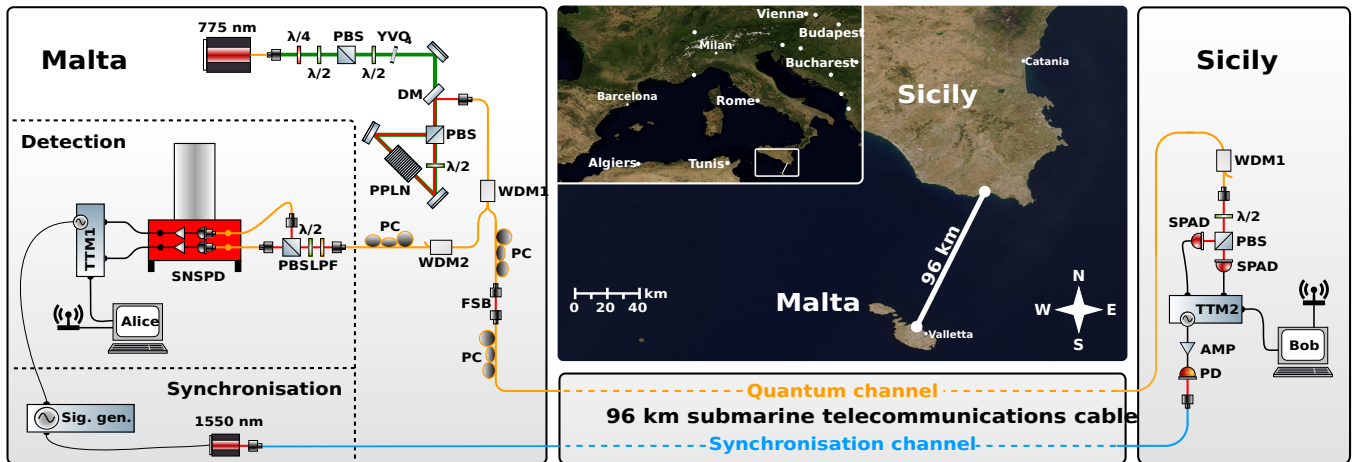 Malta
775 nm
λ/4
λ/2
PBS
λ/2
YVO
4
DM
PBS
λ/2
PPLN
WDM1
Detection
TTM1
SNSPD
λ/2
PBS
LPF
PC
WDM2
PC
FSB
PC
Alice
Synchronisation
Sig. gen.
1550 nm
Vienna
Budapest
Milan
Bucharest
Barcelona
Rome
Algiers
Tunis
Sicily
Catania
96 km
Malta
Valletta
km
0 20 40
N
W E
S
Quantum channel
96 km submarine telecommunications cable
Synchronisation channel
Sicily
WDM1
λ/2
SPAD
PBS
SPAD
TTM2
AMP
PD
Bob